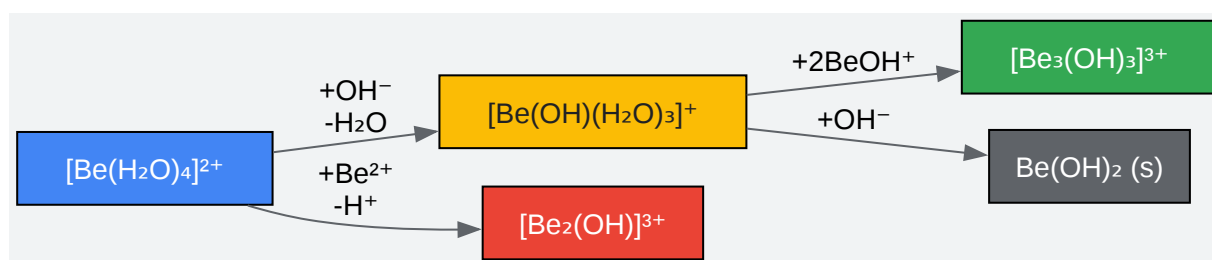 [Be(H₂O)₄]²⁺
+OH⁻
-H₂O
+Be²⁺
-H⁺
[Be(OH)(H₂O)₃]⁺
[Be₂(OH)]³⁺
+2BeOH⁺
+OH⁻
[Be₃(OH)₃]³⁺
Be(OH)₂ (s)